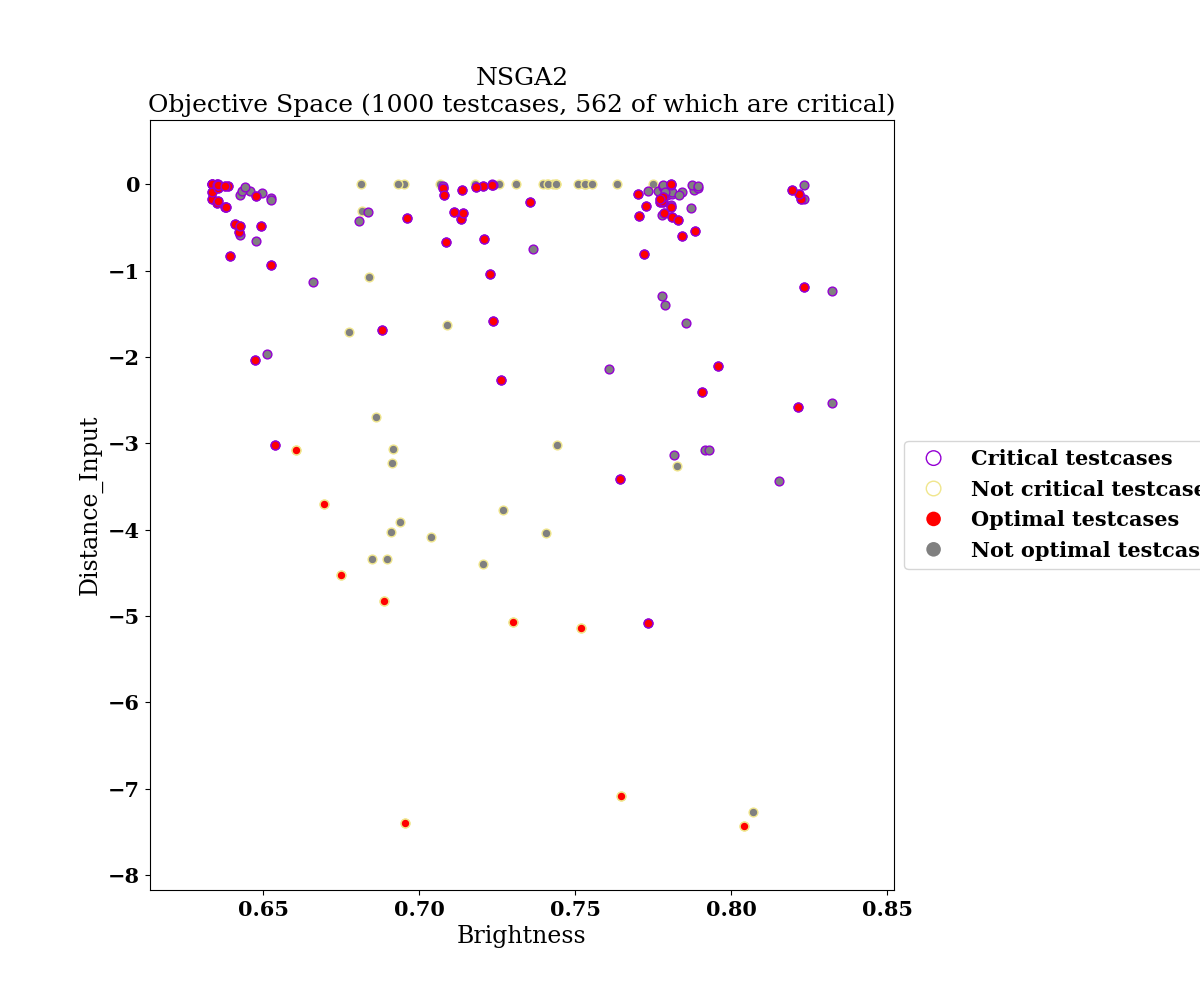 NSGA2
Objective Space (1000 testcases, 562 of which are critical)
0
−1
−2
−3
−4
−5
−6
−7
−8
Distance_Input
0.65 0.70 0.75 0.80 0.85
Brightness
Critical testcases
Not critical testcase
Optimal testcases
Not optimal testcas